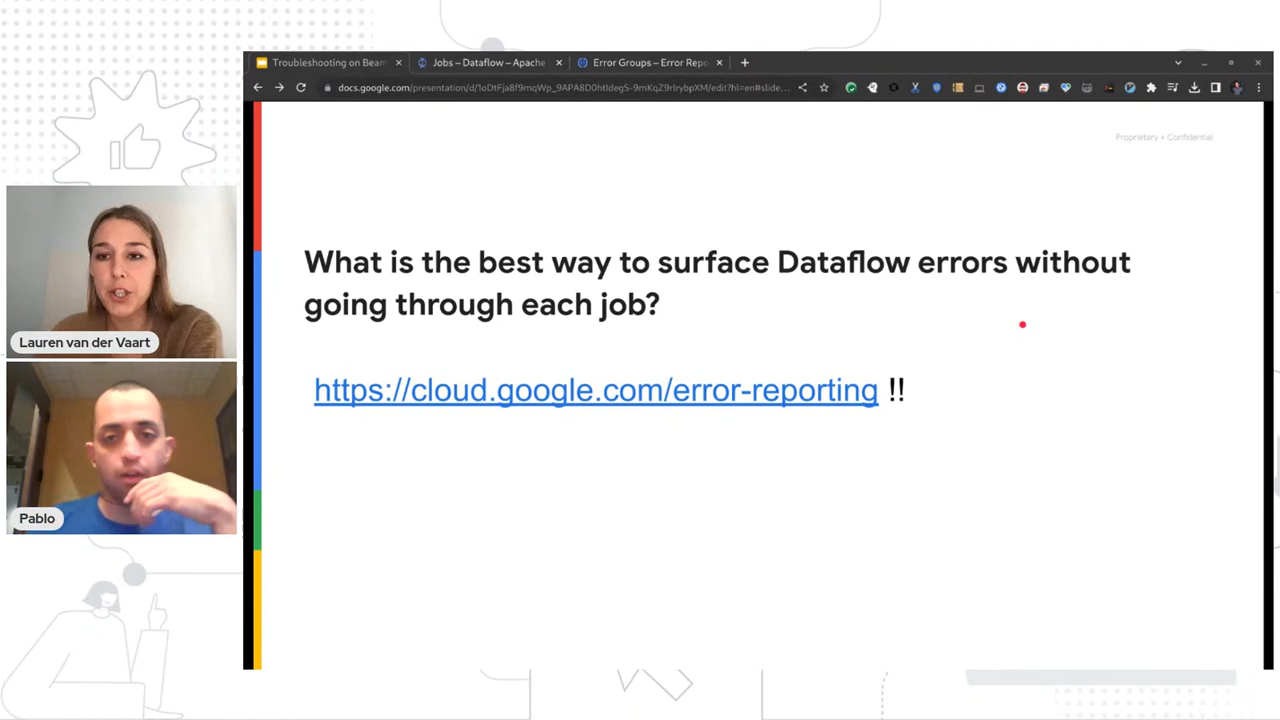 Troubleshooting on Beam
Jobs – Dataflow – Apache
Error Groups – Error Repo
Proprietary + Confidential
What is the best way to surface Dataflow errors without
going through each job?
https://cloud.google.com/error-reporting !!
Lauren van der Vaart
Pablo